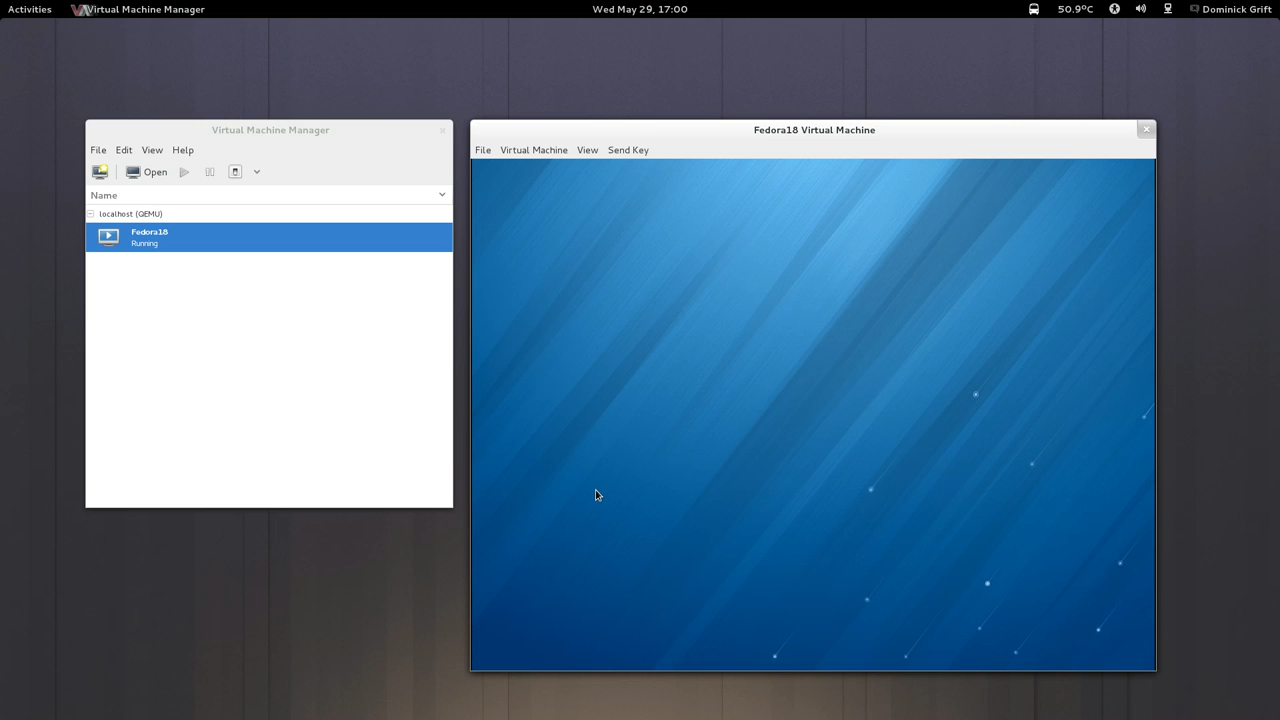 Activities Virtual Machine Manager Wed May 29, 17:00 50.9°C Dominick Grift
Virtual Machine Manager
File Edit View Help
Open
Name
localhost (QEMU)
Fedora18
Running
Fedora18 Virtual Machine
File Virtual Machine View Send Key